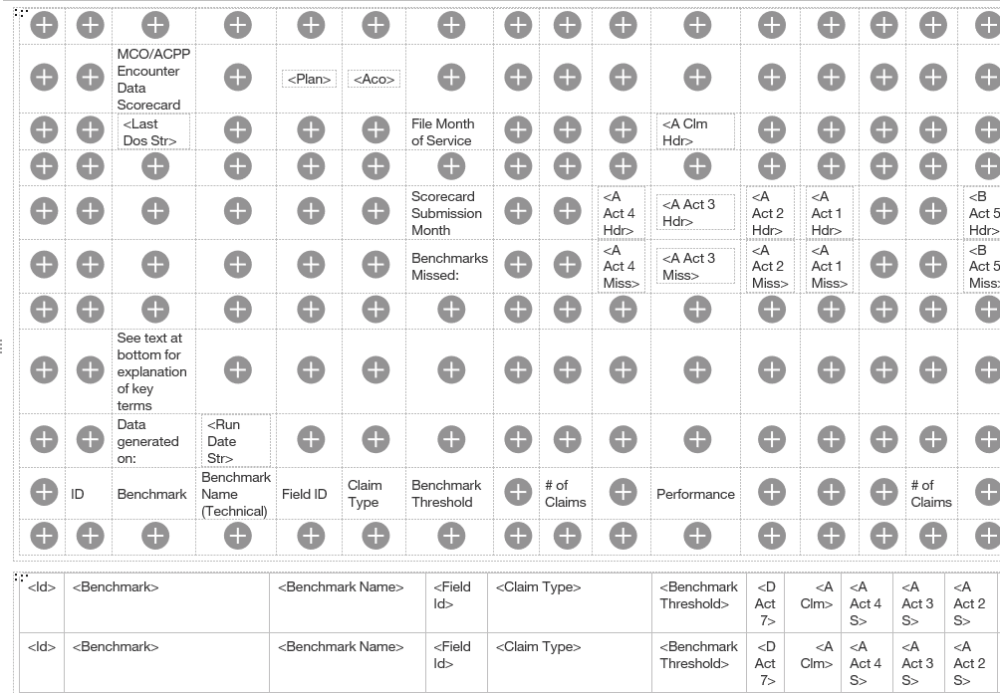 MCO/ACPP
Encounter
Data
Scorecard
<Plan>
<Aco>
<Last
Dos Str>
File Month
of Service
<A Clm
Hdr>
Scorecard
Submission
Month
<A
Act 4
Hdr>
<A Act 3
Hdr>
<A
Act 2
Hdr>
<A
Act 1
Hdr>
<B
Act 5
Hdr>
Benchmarks
Missed:
<A
Act 4
Miss>
<A Act 3
Miss>
<A
Act 2
Miss>
<A
Act 1
Miss>
<B
Act 5
Miss>
See text at
bottom for
explanation
of key
terms
Data
generated
on:
<Run
Date
Str>
ID
Benchmark
Benchmark
Name
(Technical)
Field ID
Claim
Type
Benchmark
Threshold
# of
Claims
Performance
# of
Claims
<Id>
<Benchmark>
<Benchmark Name>
<Field
Id>
<Claim Type>
<Benchmark
Threshold>
<D
Act
7>
<A
Clm>
<A
Act 4
S>
<A
Act 3
S>
<A
Act 2
S>
<Id>
<Benchmark>
<Benchmark Name>
<Field
Id>
<Claim Type>
<Benchmark
Threshold>
<D
Act
7>
<A
Clm>
<A
Act 4
S>
<A
Act 3
S>
<A
Act 2
S>